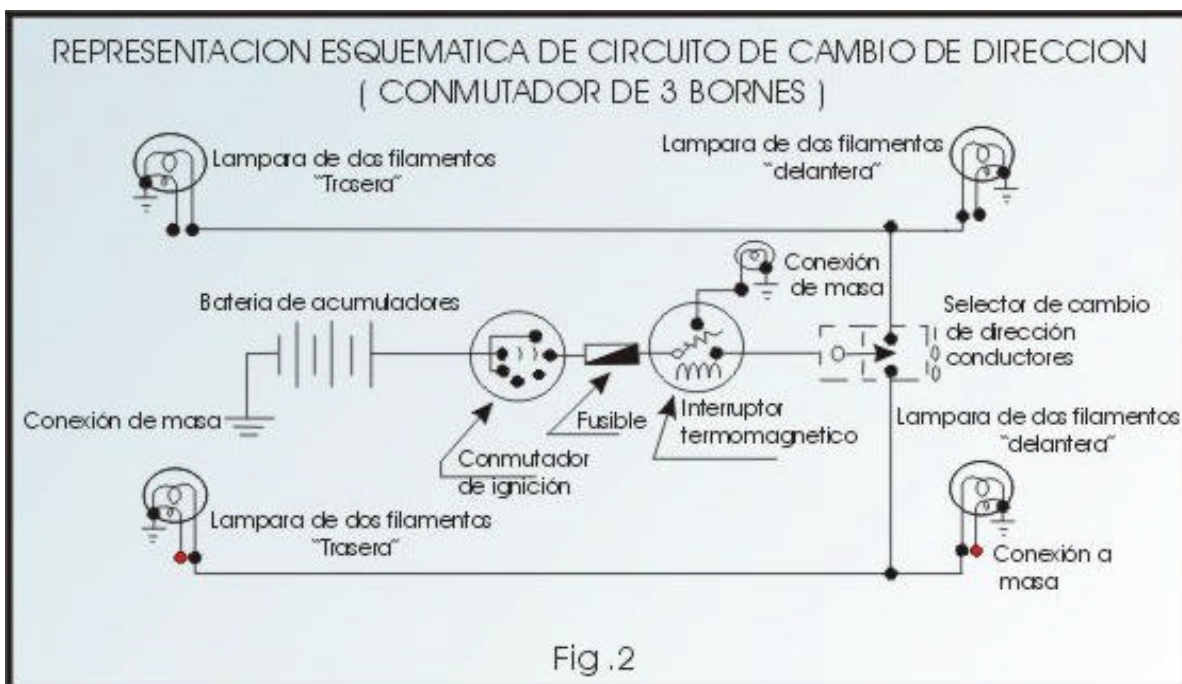 REPRESENTACION ESQUEMATICA DE CIRCUITO DE CAMBIO DE DIRECCION
( CONMUTADOR DE 3 BORNES )
Lampara de dos filamentos
"Trasera"
Lampara de dos filamentos
"delantera"
Conexión
de masa
Bateria de acumuladores
Selector de cambio
de dirección
conductores
Conexión de masa
Fusible
Interruptor
termomagnetico
Conmutador
de ignición
Lampara de dos filamentos
"delantera"
Lampara de dos filamentos
"Trasera"
Conexión a
masa
Fig .2